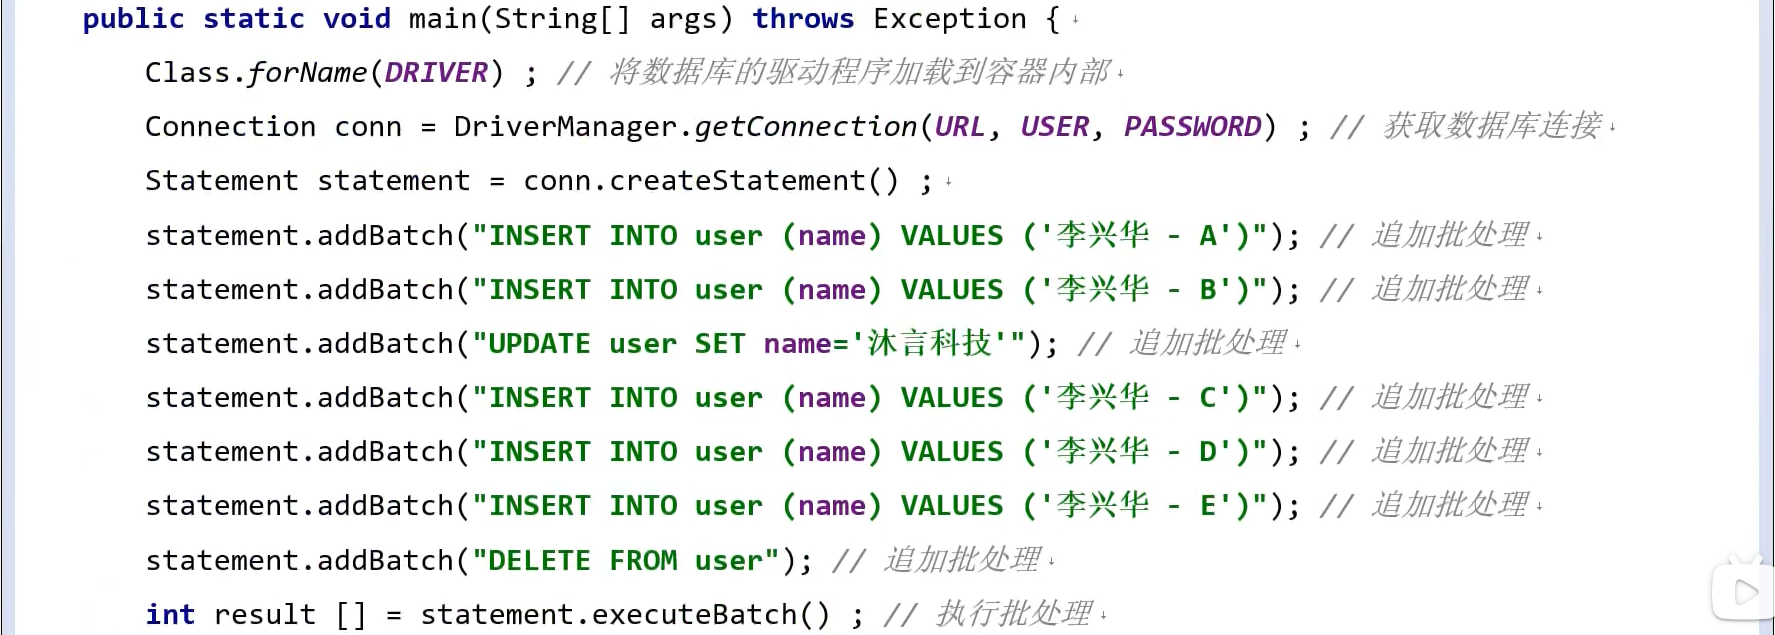 public static void main(String[] args) throws Exception {
Class.forName(DRIVER) ; // 将数据库的驱动程序加载到容器内部
Connection conn = DriverManager.getConnection(URL, USER, PASSWORD) ; // 获取数据库连接
Statement statement = conn.createStatement() ;
statement.addBatch("INSERT INTO user (name) VALUES ('李兴华 - A')"); // 追加批处理
statement.addBatch("INSERT INTO user (name) VALUES ('李兴华 - B')"); // 追加批处理
statement.addBatch("UPDATE user SET name='沐言科技'"); // 追加批处理
statement.addBatch("INSERT INTO user (name) VALUES ('李兴华 - C')"); // 追加批处理
statement.addBatch("INSERT INTO user (name) VALUES ('李兴华 - D')"); // 追加批处理
statement.addBatch("INSERT INTO user (name) VALUES ('李兴华 - E')"); // 追加批处理
statement.addBatch("DELETE FROM user"); // 追加批处理
int result [] = statement.executeBatch() ; // 执行批处理